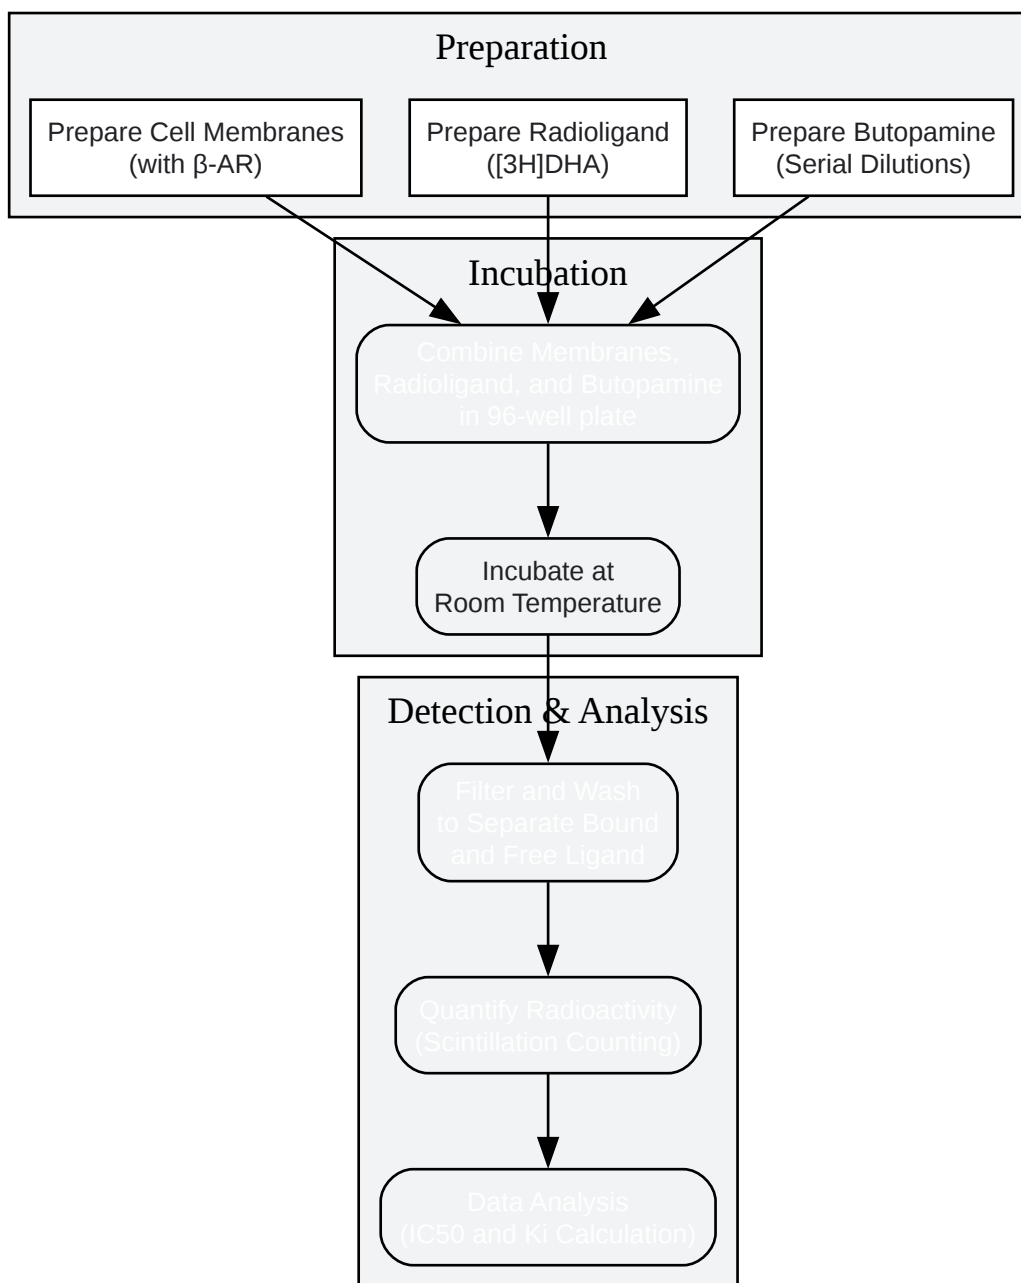 Preparation
Prepare Cell Membranes
(with β-AR)
Prepare Radioligand
([3H]DHA)
Prepare Butopamine
(Serial Dilutions)
Incubation
Combine Membranes,
Radioligand, and Butopamine
in 96-well plate
Incubate at
Room Temperature
Detection & Analysis
Filter and Wash
to Separate Bound
and Free Ligand
Quantify Radioactivity
(Scintillation Counting)
Data Analysis
(IC50 and Ki Calculation)